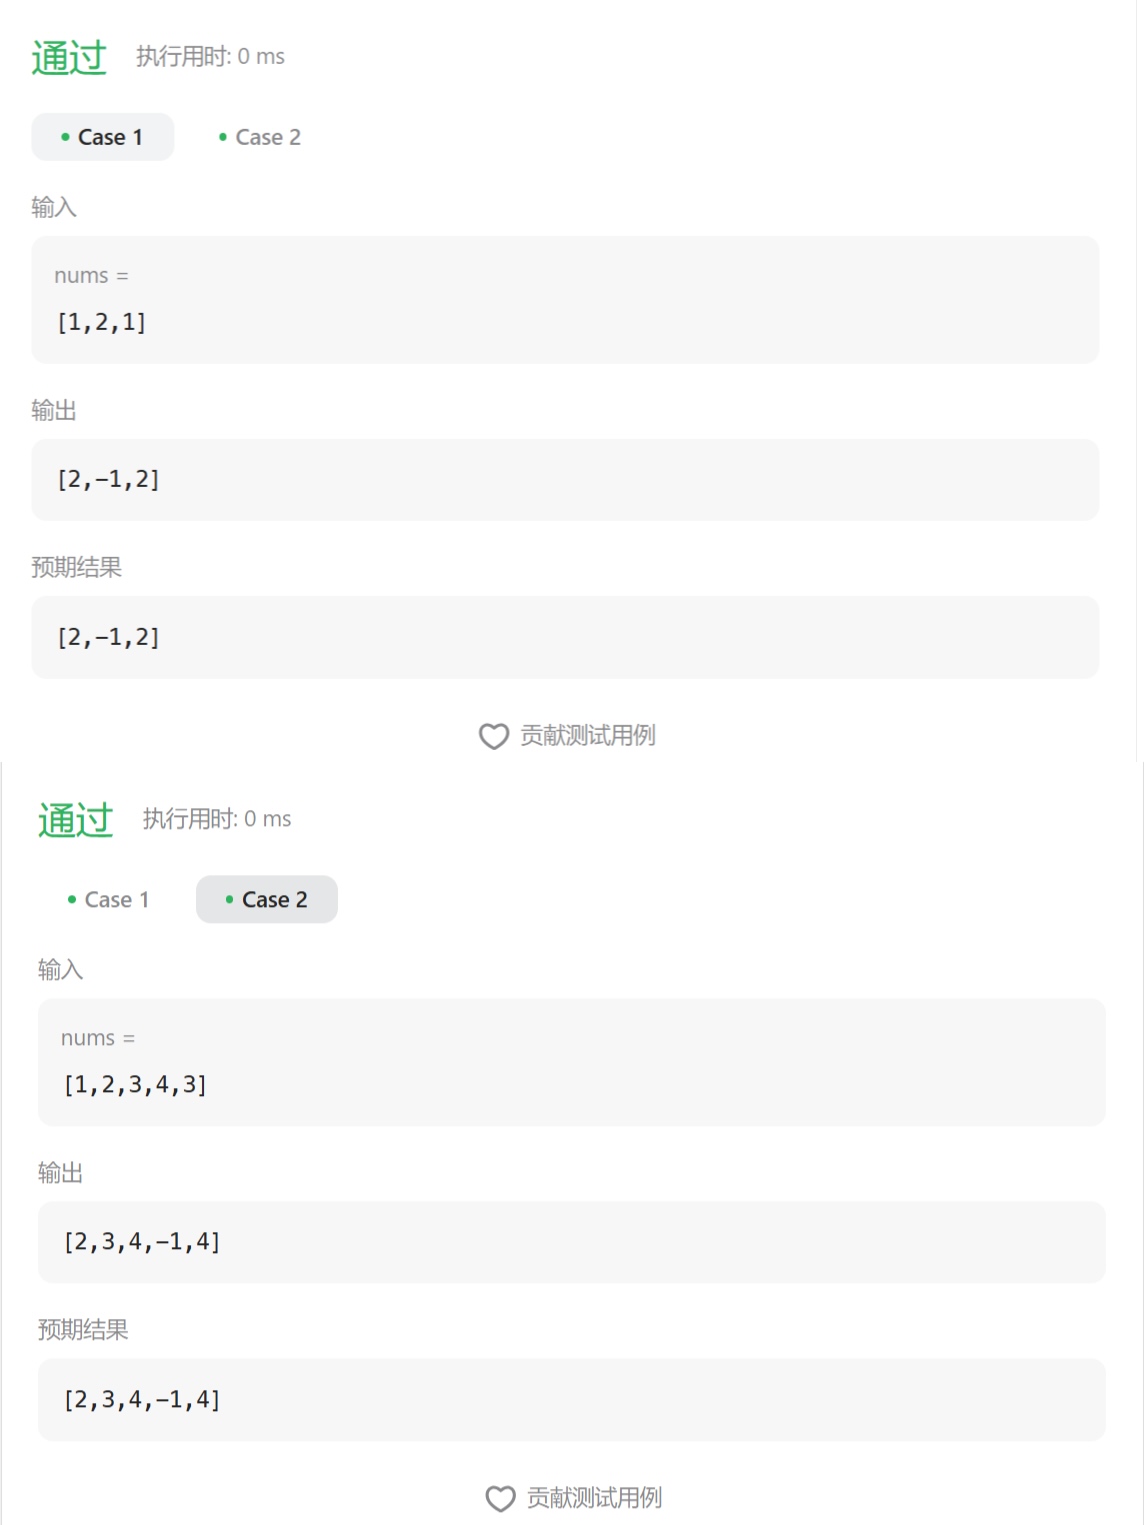 通过 执行用时: 0 ms
Case 1 Case 2
输入
nums =
[1,2,1]
输出
[2,-1,2]
预期结果
[2,-1,2]
贡献测试用例
通过 执行用时: 0 ms
Case 1 Case 2
输入
nums =
[1,2,3,4,3]
输出
[2,3,4,-1,4]
预期结果
[2,3,4,-1,4]
贡献测试用例